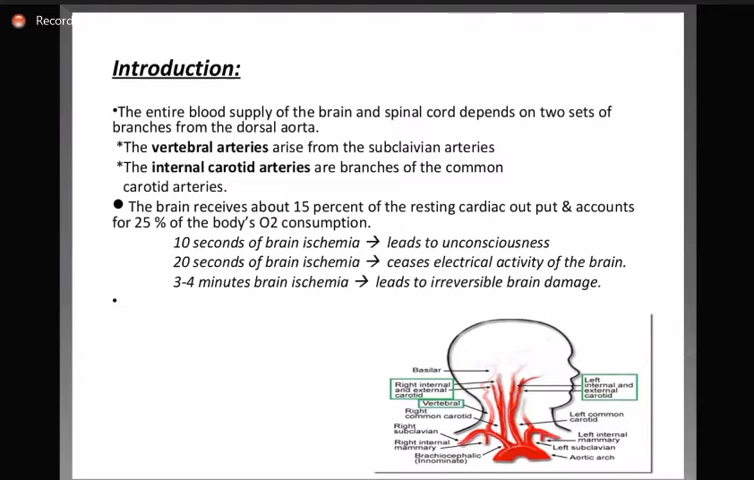 Record
Introduction:
•The entire blood supply of the brain and spinal cord depends on two sets of
branches from the dorsal aorta.
*The vertebral arteries arise from the subclaivian arteries
*The internal carotid arteries are branches of the common
carotid arteries.
● The brain receives about 15 percent of the resting cardiac out put & accounts
for 25 % of the body's O2 consumption.
10 seconds of brain ischemia → leads to unconsciousness
20 seconds of brain ischemia → ceases electrical activity of the brain.
3-4 minutes brain ischemia → leads to irreversible brain damage.
•
Basilar
Right internal
and external
carotid
Vertebral
Right
common carotid
Right
subclavian
Right internal
mammary
Brachiocephalic
(Innominate)
Left
internal and
external
carotid
Left common
carotid
Left internal
mammary
Left subclavian
Aortic arch